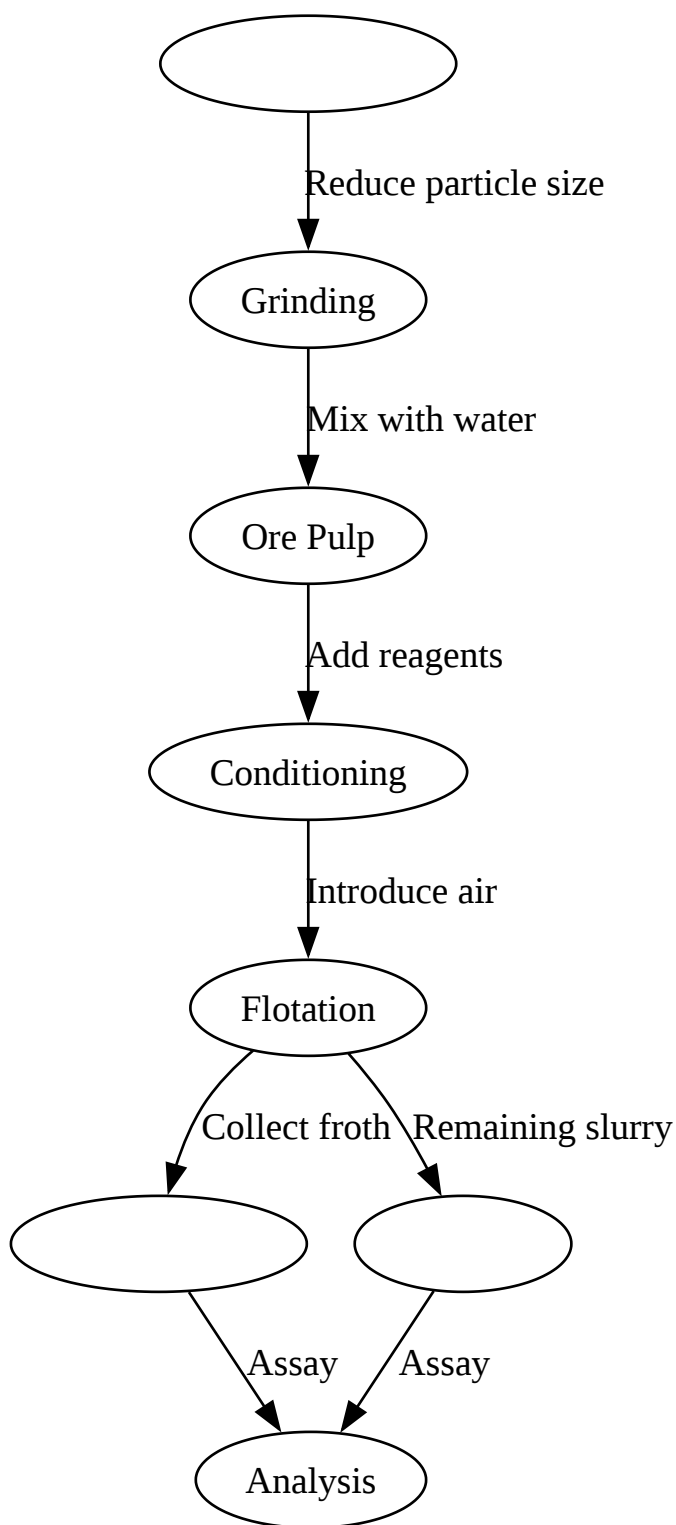 Reduce particle size
Grinding
Mix with water
Ore Pulp
Add reagents
Conditioning
Introduce air
Flotation
Collect froth
Remaining slurry
Assay
Assay
Analysis